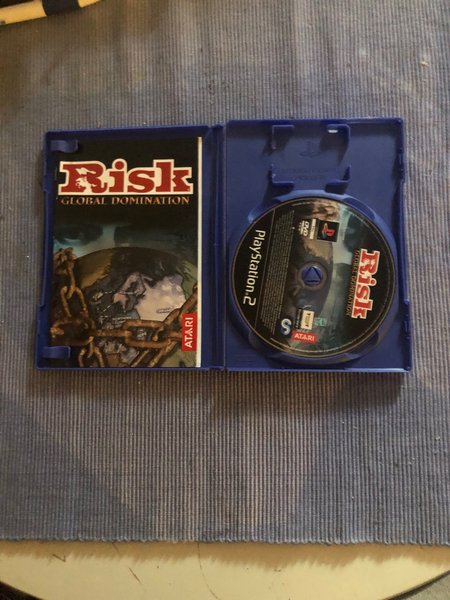 Risk
GLOBAL DOMINATION
ATARI
PlayStation.2
Risk
GLOBAL DOMINATION
ATARI